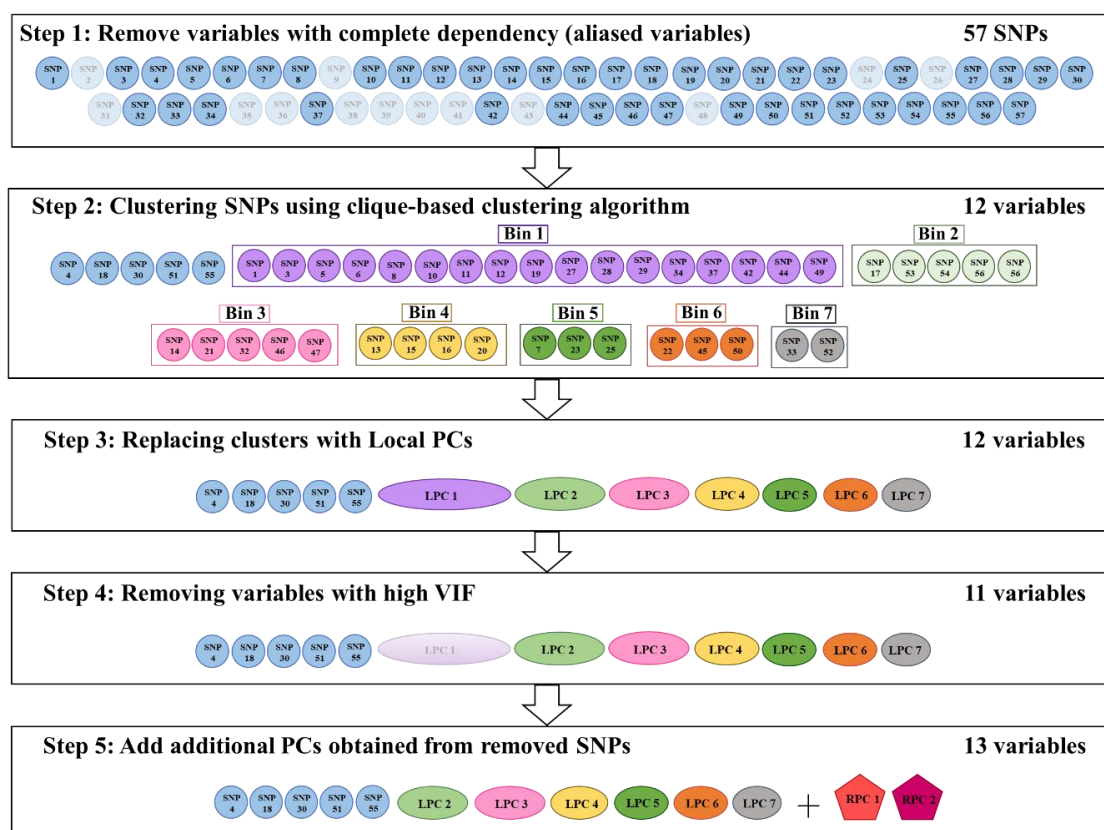 Step 1: Remove variables with complete dependency (aliased variables) 57 SNPs
SNP 1 SNP 2 SNP 3 SNP 4 SNP 5 SNP 6 SNP 7 SNP 8 SNP 9 SNP 10 SNP 11 SNP 12 SNP 13 SNP 14 SNP 15 SNP 16 SNP 17 SNP 18 SNP 19 SNP 20 SNP 21 SNP 22 SNP 23 SNP 24 SNP 25 SNP 26 SNP 27 SNP 28 SNP 29 SNP 30
SNP 31 SNP 32 SNP 33 SNP 34 SNP 35 SNP 36 SNP 37 SNP 38 SNP 39 SNP 40 SNP 41 SNP 42 SNP 43 SNP 44 SNP 45 SNP 46 SNP 47 SNP 48 SNP 49 SNP 50 SNP 51 SNP 52 SNP 53 SNP 54 SNP 55 SNP 56 SNP 57
Step 2: Clustering SNPs using clique-based clustering algorithm 12 variables
Bin 1 Bin 2
SNP 4 SNP 18 SNP 30 SNP 51 SNP 55 SNP 1 SNP 3 SNP 5 SNP 6 SNP 8 SNP 10 SNP 11 SNP 12 SNP 19 SNP 27 SNP 28 SNP 29 SNP 34 SNP 37 SNP 42 SNP 44 SNP 49 SNP 17 SNP 53 SNP 54 SNP 56 SNP 56
Bin 3 Bin 4 Bin 5 Bin 6 Bin 7
SNP 14 SNP 21 SNP 32 SNP 46 SNP 47 SNP 13 SNP 15 SNP 16 SNP 20 SNP 7 SNP 23 SNP 25 SNP 22 SNP 45 SNP 50 SNP 33 SNP 52
Step 3: Replacing clusters with Local PCs 12 variables
SNP 4 SNP 18 SNP 30 SNP 51 SNP 55 LPC 1 LPC 2 LPC 3 LPC 4 LPC 5 LPC 6 LPC 7
Step 4: Removing variables with high VIF 11 variables
SNP 4 SNP 18 SNP 30 SNP 51 SNP 55 LPC 1 LPC 2 LPC 3 LPC 4 LPC 5 LPC 6 LPC 7
Step 5: Add additional PCs obtained from removed SNPs 13 variables
SNP 4 SNP 18 SNP 30 SNP 51 SNP 55 LPC 2 LPC 3 LPC 4 LPC 5 LPC 6 LPC 7 + RPC 1 RPC 2